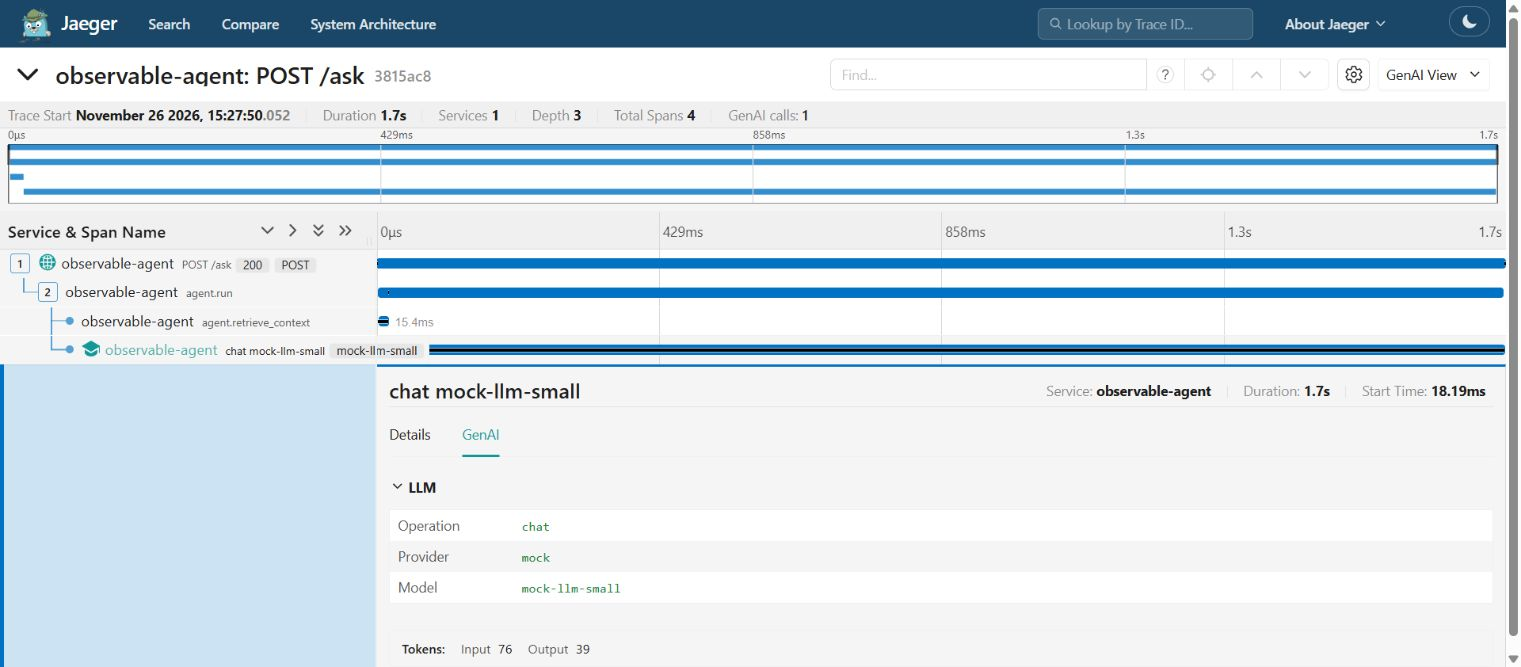 Jaeger Search Compare System Architecture Lookup by Trace ID... About Jaeger
observable-agent: POST /ask 3815ac8 Find... ? GenAI View
Trace Start November 26 2026, 15:27:50.052 Duration 1.7s Services 1 Depth 3 Total Spans 4 GenAI calls: 1
0μs 429ms 858ms 1.3s 1.7s
Service & Span Name 0μs 429ms 858ms 1.3s 1.7s
1 observable-agent POST /ask 200 POST
2 observable-agent agent.run
observable-agent agent.retrieve_context 15.4ms
observable-agent chat mock-llm-small mock-llm-small
chat mock-llm-small Service: observable-agent Duration: 1.7s Start Time: 18.19ms
Details GenAI
LLM
Operation chat
Provider mock
Model mock-llm-small
Tokens: Input 76 Output 39